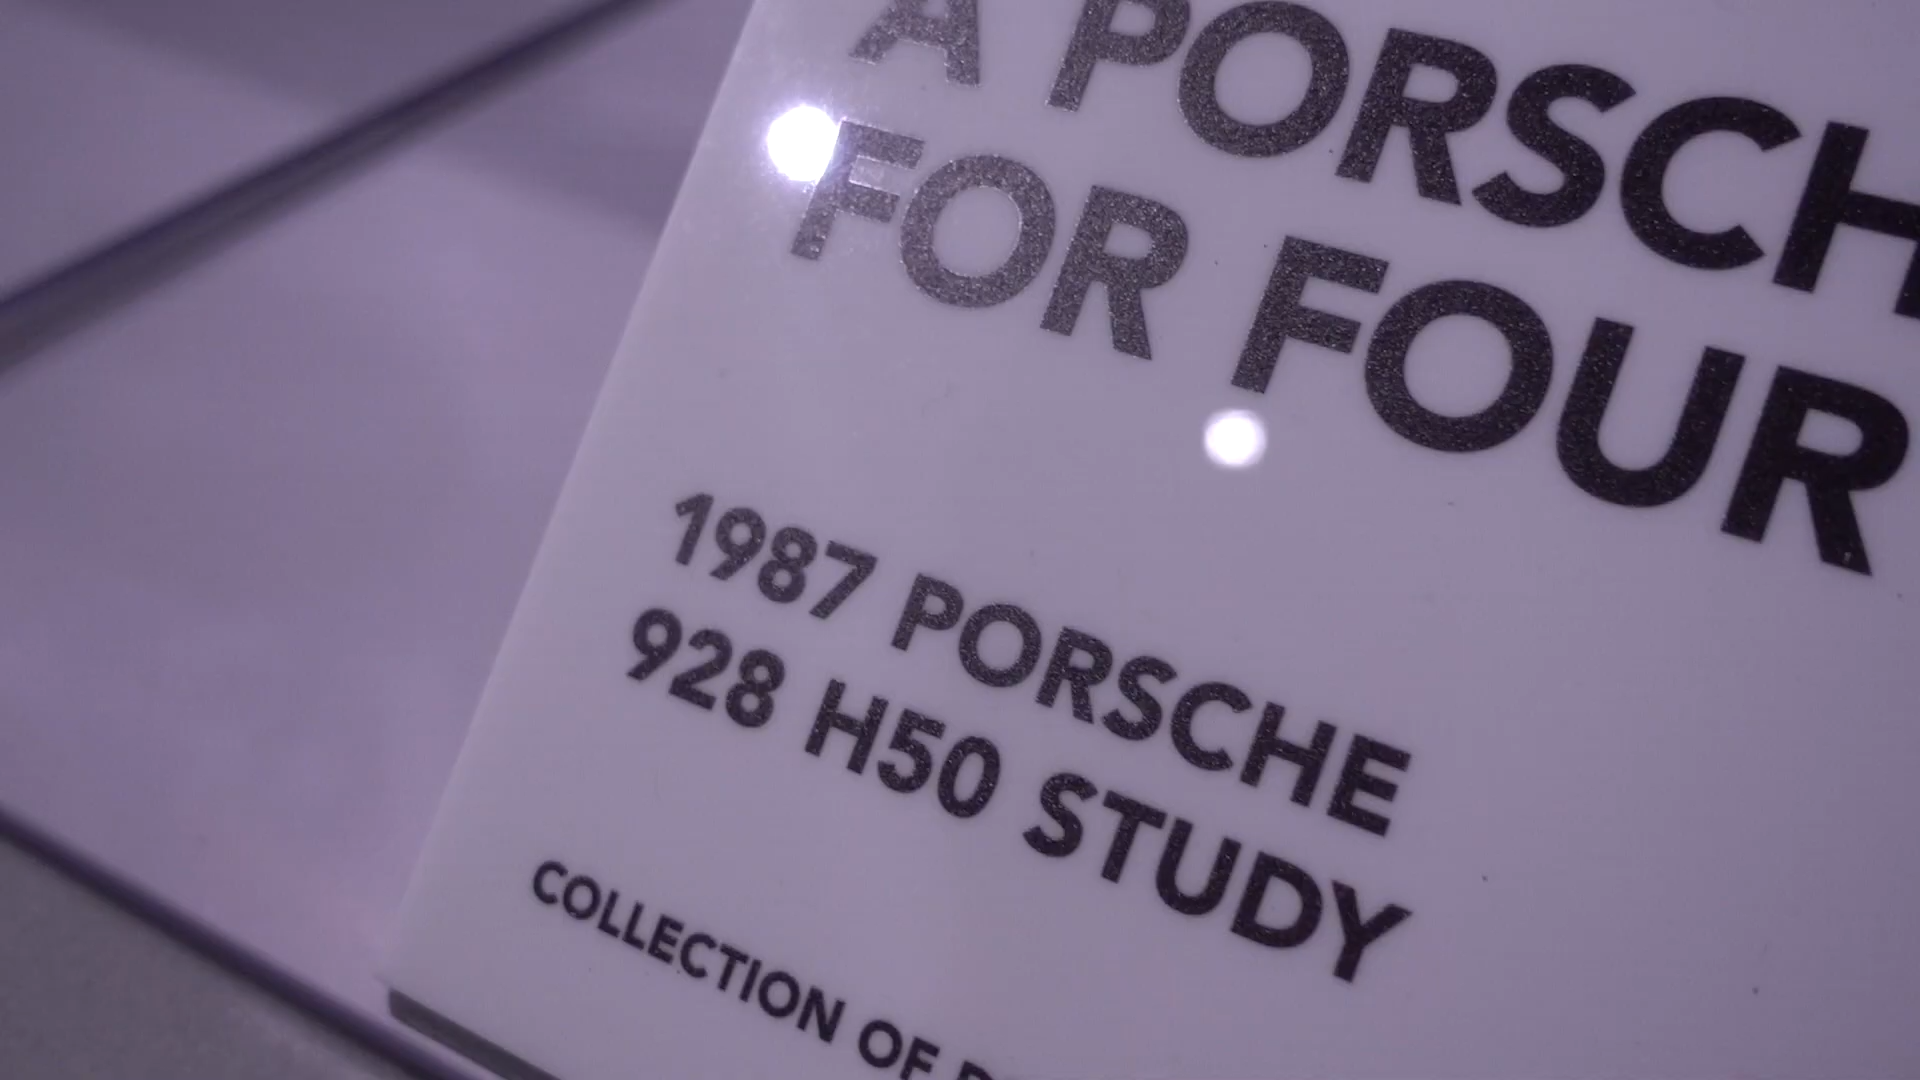 A PORSCH
FOR FOUR
1987 PORSCHE
928 H50 STUDY
COLLECTION OF